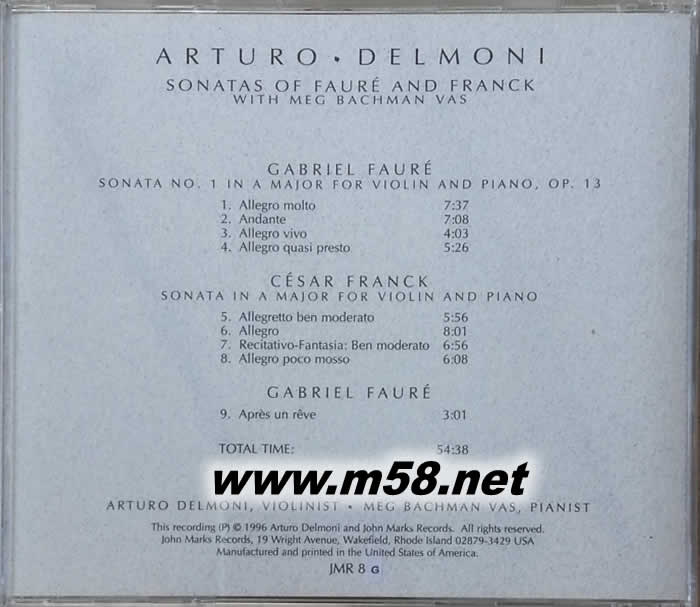 ARTURO • DELMONI
SONATAS OF FAURÉ AND FRANCK
WITH MEG BACHMAN VAS
GABRIEL FAURÉ
SONATA NO. 1 IN A MAJOR FOR VIOLIN AND PIANO, OP. 13
1. Allegro molto 7:37
2. Andante 7:08
3. Allegro vivo 4:03
4. Allegro quasi presto 5:26
CÉSAR FRANCK
SONATA IN A MAJOR FOR VIOLIN AND PIANO
5. Allegretto ben moderato 5:56
6. Allegro 8:01
7. Recitativo-Fantasia: Ben moderato 6:56
8. Allegro poco mosso 6:08
GABRIEL FAURÉ
9. Après un rêve 3:01
TOTAL TIME: 54:38
www.m58.net
ARTURO DELMONI, VIOLINIST • MEG BACHMAN VAS, PIANIST
This recording (P) © 1996 Arturo Delmoni and John Marks Records. All rights reserved.
John Marks Records, 19 Wright Avenue, Wakefield, Rhode Island 02879-3429 USA
Manufactured and printed in the United States of America.
JMR 8 G